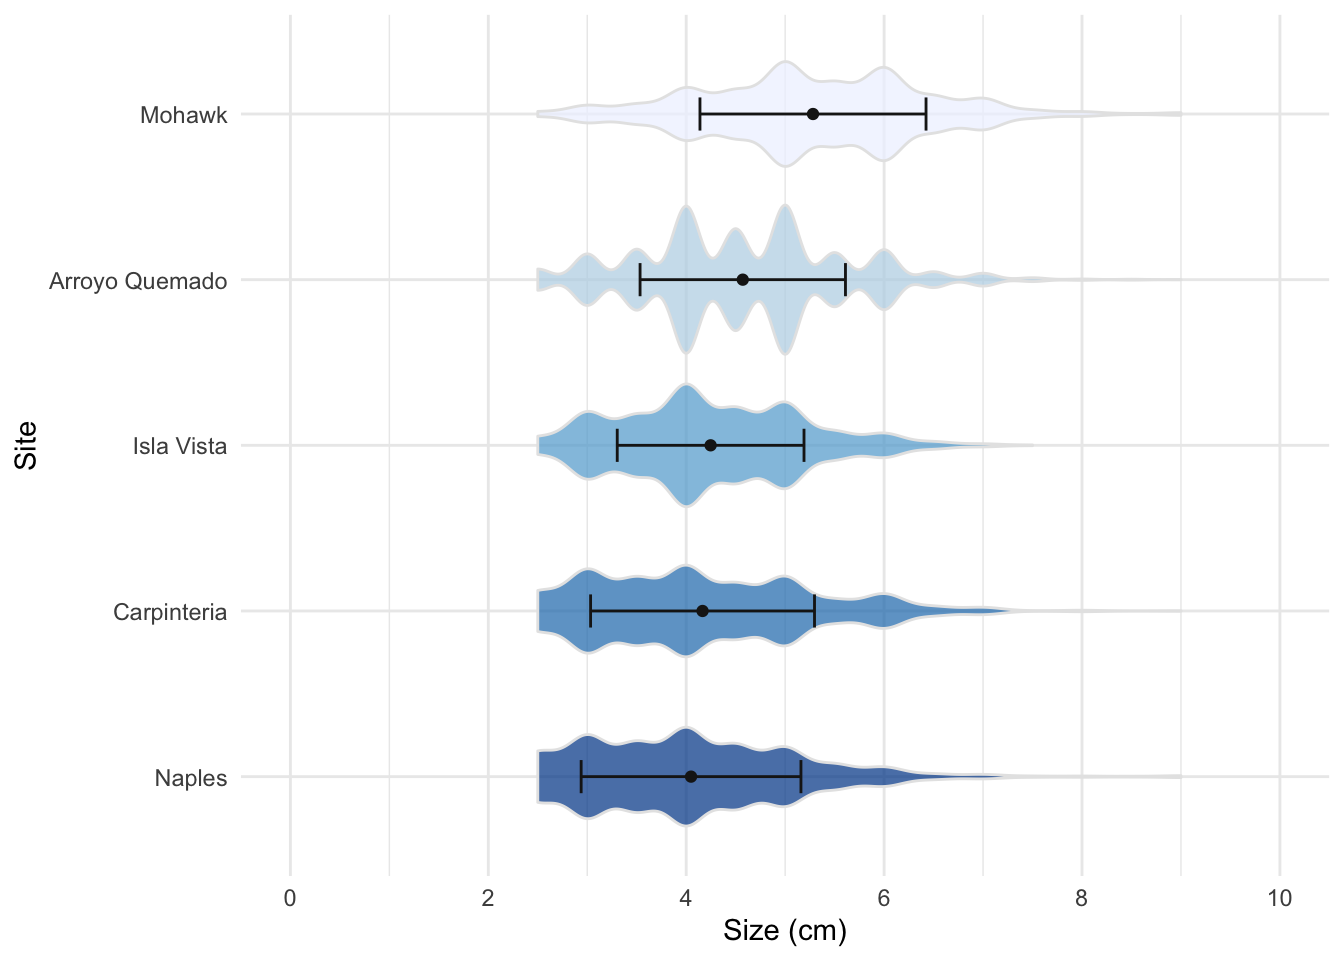 Mohawk
Arroyo Quemado
Isla Vista
Carpinteria
Naples
Site
0 2 4 6 8 10
Size (cm)